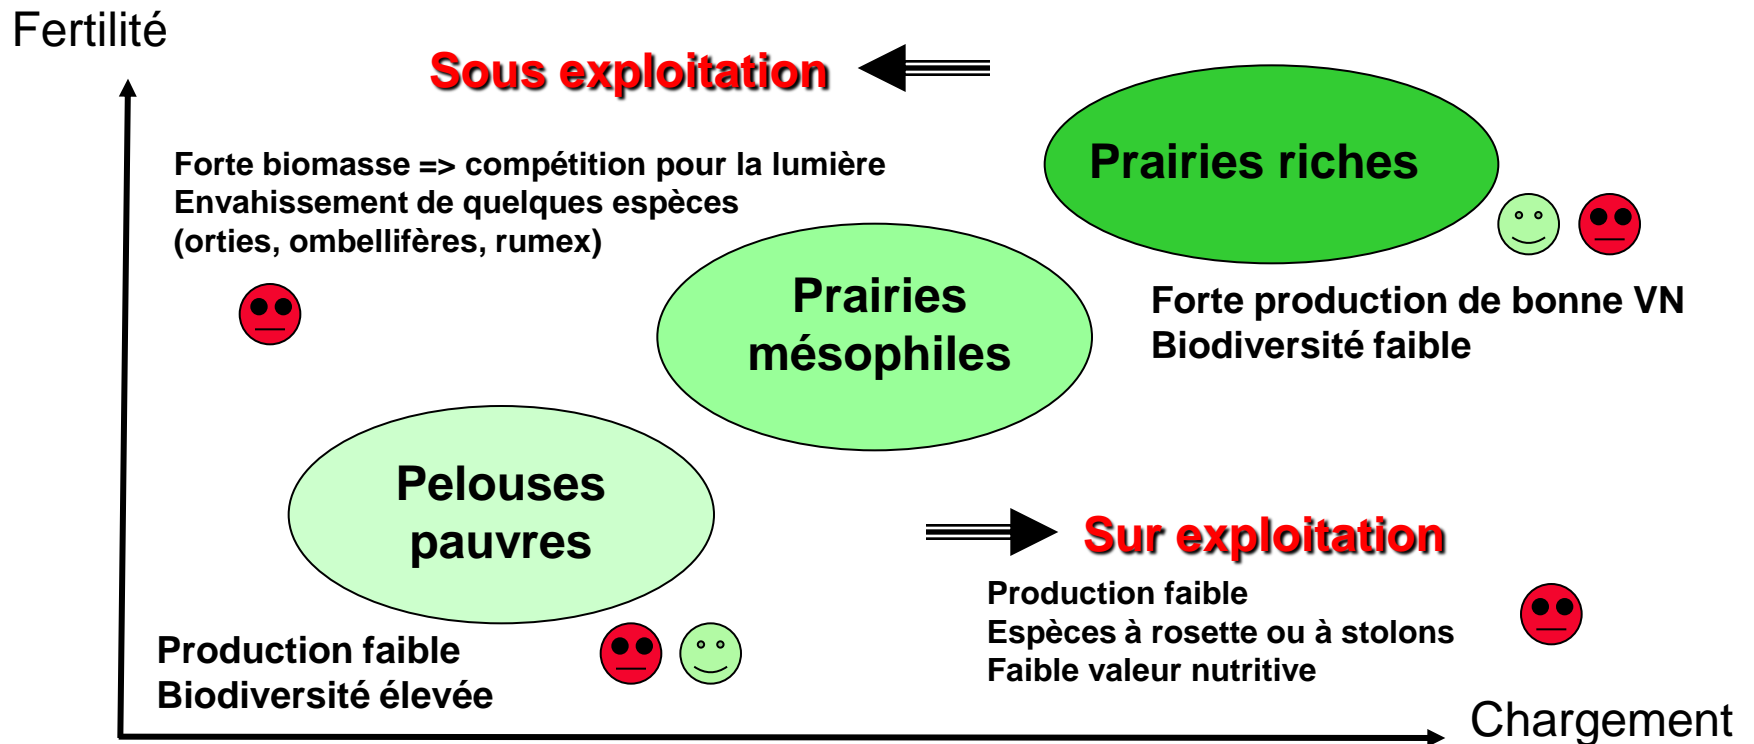 Fertilité
Sous exploitation
Forte biomasse => compétition pour la lumière
Envahissement de quelques espèces
(orties, ombellifères, rumex)
Prairies riches
Forte production de bonne VN
Biodiversité faible
Prairies
mésophiles
Pelouses
pauvres
Production faible
Biodiversité élevée
Sur exploitation
Production faible
Espèces à rosette ou à stolons
Faible valeur nutritive
Chargement